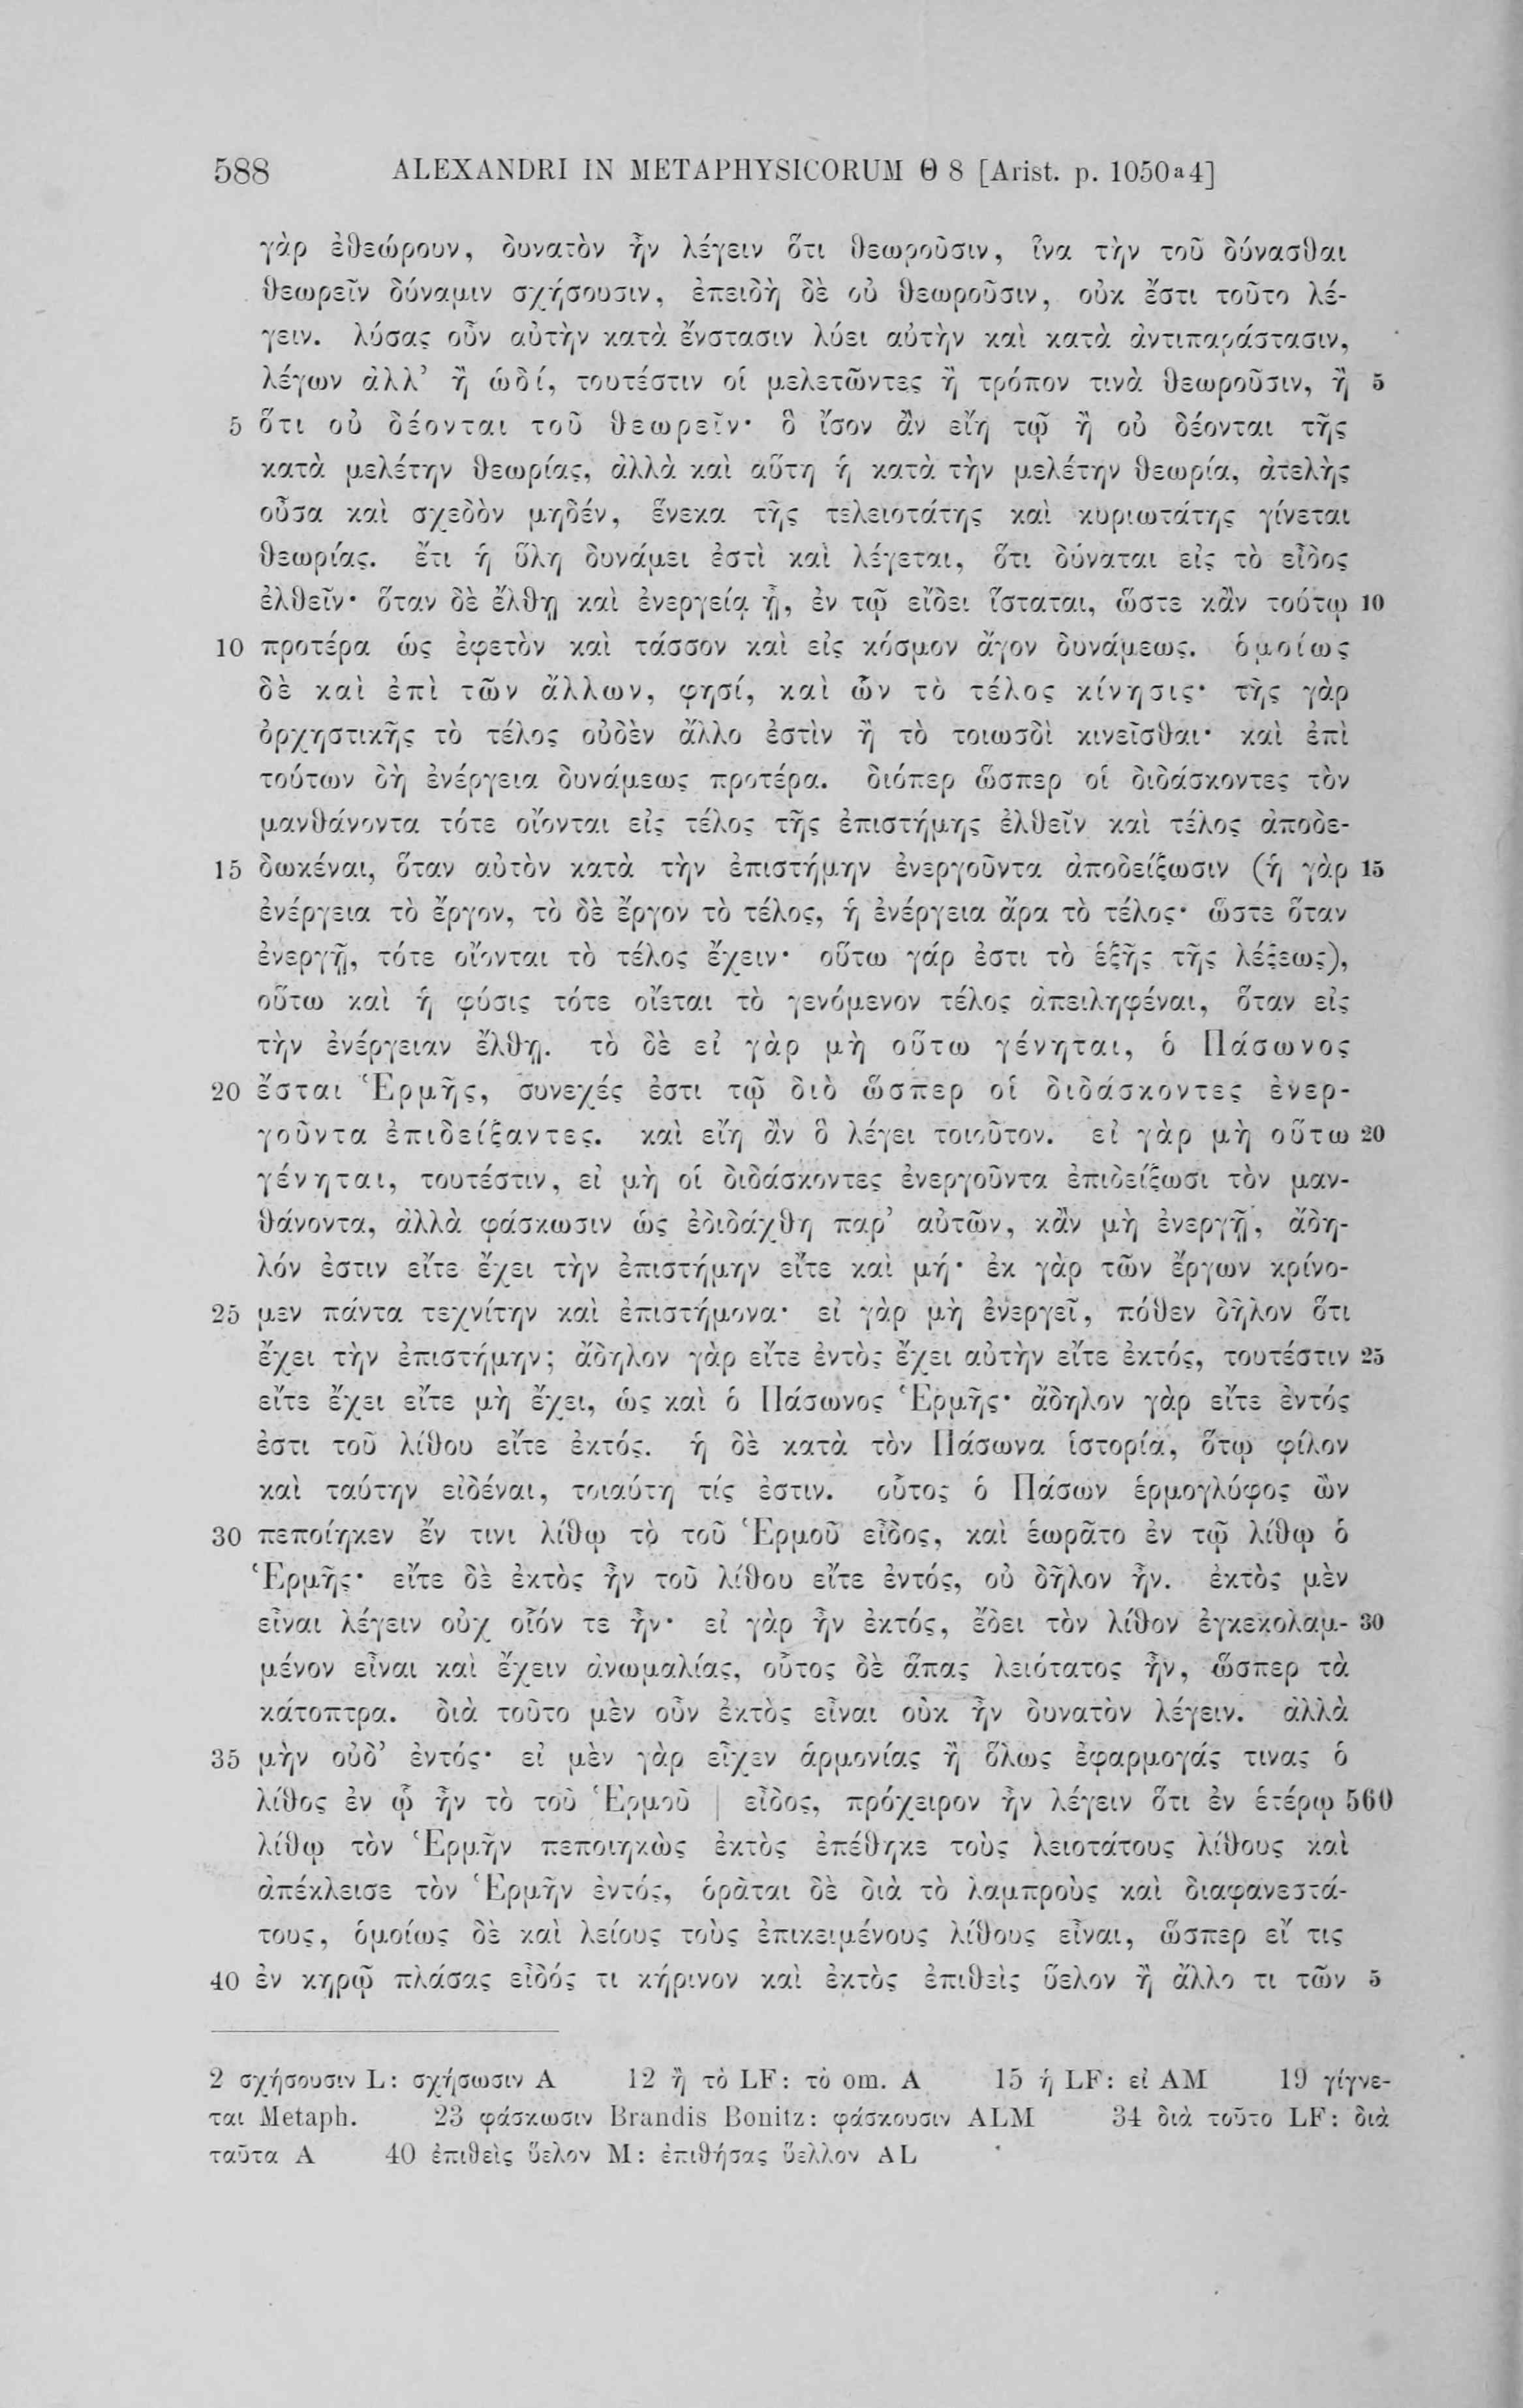 588 ALEXANDRI IN METAPHYSICORUM Θ 8 [Arist. p. 1050ª4]
γὰρ ἐθεώρουν, δυνατὸν ἦν λέγειν ὅτι θεωροῦσιν, ἵνα τὴν τοῦ δύνασθαι
θεωρεῖν δύναμιν σχήσουσιν, ἐπειδὴ δὲ οὐ θεωροῦσιν, οὐκ ἔστι τοῦτο λέ-
γειν. λύσας οὖν αὐτὴν κατὰ ἔνστασιν λύει αὐτὴν καὶ κατὰ ἀντιπαράστασιν,
λέγων ἀλλ’ ἢ ὡδί, τουτέστιν οἱ μελετῶντες ἢ τρόπον τινὰ θεωροῦσιν, ἢ 5
5 ὅτι οὐ δέονται τοῦ θεωρεῖν· ὃ ἴσον ἂν εἴη τῷ ἢ οὐ δέονται τῆς
κατὰ μελέτην θεωρίας, ἀλλὰ καὶ αὕτη ἡ κατὰ τὴν μελέτην θεωρία, ἀτελὴς
οὖσα καὶ σχεδὸν μηδέν, ἕνεκα τῆς τελειοτάτης καὶ κυριωτάτης γίνεται
θεωρίας. ἔτι ἡ ὕλη δυνάμει ἐστὶ καὶ λέγεται, ὅτι δύναται εἰς τὸ εἶδος
ἐλθεῖν· ὅταν δὲ ἔλθῃ καὶ ἐνεργείᾳ ᾖ, ἐν τῷ εἴδει ἵσταται, ὥστε κἂν τούτῳ 10
10 προτέρα ὡς ἐφετὸν καὶ τάσσον καὶ εἰς κόσμον ἄγον δυνάμεως. ὁμοίως
δὲ καὶ ἐπὶ τῶν ἄλλων, φησί, καὶ ὧν τὸ τέλος κίνησις· τῆς γὰρ
ὀρχηστικῆς τὸ τέλος οὐδὲν ἄλλο ἐστὶν ἢ τὸ τοιωσδὶ κινεῖσθαι· καὶ ἐπὶ
τούτων δὴ ἐνέργεια δυνάμεως προτέρα. διόπερ ὥσπερ οἱ διδάσκοντες τὸν
μανθάνοντα τότε οἴονται εἰς τέλος τῆς ἐπιστήμης ἐλθεῖν καὶ τέλος ἀποδε-
15 δωκέναι, ὅταν αὐτὸν κατὰ τὴν ἐπιστήμην ἐνεργοῦντα ἀποδείξωσιν (ἡ γὰρ 15
ἐνέργεια τὸ ἔργον, τὸ δὲ ἔργον τὸ τέλος, ἡ ἐνέργεια ἄρα τὸ τέλος· ὥστε ὅταν
ἐνεργῇ, τότε οἴονται τὸ τέλος ἔχειν· οὕτω γάρ ἐστι τὸ ἑξῆς τῆς λέξεως),
οὕτω καὶ ἡ φύσις τότε οἴεται τὸ γενόμενον τέλος ἀπειληφέναι, ὅταν εἰς
τὴν ἐνέργειαν ἔλθῃ. τὸ δὲ εἰ γὰρ μὴ οὕτω γένηται, ὁ Πάσωνος
20 ἔσται Ἑρμῆς, συνεχές ἐστι τῷ διὸ ὥσπερ οἱ διδάσκοντες ἐνερ-
γοῦντα ἐπιδείξαντες. καὶ εἴη ἂν ὃ λέγει τοιοῦτον. εἰ γὰρ μὴ οὕτω 20
γένηται, τουτέστιν, εἰ μὴ οἱ διδάσκοντες ἐνεργοῦντα ἐπιδείξωσι τὸν μαν-
θάνοντα, ἀλλὰ φάσκωσιν ὡς ἐδιδάχθη παρ’ αὐτῶν, κἂν μὴ ἐνεργῇ, ἄδη-
λόν ἐστιν εἴτε ἔχει τὴν ἐπιστήμην εἴτε καὶ μή· ἐκ γὰρ τῶν ἔργων κρίνο-
25 μεν πάντα τεχνίτην καὶ ἐπιστήμονα· εἰ γὰρ μὴ ἐνεργεῖ, πόθεν δῆλον ὅτι
ἔχει τὴν ἐπιστήμην; ἄδηλον γὰρ εἴτε ἐντὸς ἔχει αὐτὴν εἴτε ἐκτός, τουτέστιν 25
εἴτε ἔχει εἴτε μὴ ἔχει, ὡς καὶ ὁ Πάσωνος Ἑρμῆς· ἄδηλον γὰρ εἴτε ἐντός
ἐστι τοῦ λίθου εἴτε ἐκτός. ἡ δὲ κατὰ τὸν Πάσωνα ἱστορία, ὅτῳ φίλον
καὶ ταύτην εἰδέναι, τοιαύτη τίς ἐστιν. οὗτος ὁ Πάσων ἑρμογλύφος ὢν
30 πεποίηκεν ἔν τινι λίθῳ τὸ τοῦ Ἑρμοῦ εἶδος, καὶ ἑωρᾶτο ἐν τῷ λίθῳ ὁ
Ἑρμῆς· εἴτε δὲ ἐκτὸς ἦν τοῦ λίθου εἴτε ἐντός, οὐ δῆλον ἦν. ἐκτὸς μὲν
εἶναι λέγειν οὐχ οἷόν τε ἦν· εἰ γὰρ ἦν ἐκτός, ἔδει τὸν λίθον ἐγκεκολαμ- 30
μένον εἶναι καὶ ἔχειν ἀνωμαλίας, οὗτος δὲ ἅπας λειότατος ἦν, ὥσπερ τὰ
κάτοπτρα. διὰ τοῦτο μὲν οὖν ἐκτὸς εἶναι οὐκ ἦν δυνατὸν λέγειν. ἀλλὰ
35 μὴν οὐδ’ ἐντός· εἰ μὲν γὰρ εἶχεν ἁρμονίας ἢ ὅλως ἐφαρμογάς τινας ὁ
λίθος ἐν ᾧ ἦν τὸ τοῦ Ἑρμοῦ | εἶδος, πρόχειρον ἦν λέγειν ὅτι ἐν ἑτέρῳ 560
λίθῳ τὸν Ἑρμῆν πεποιηκὼς ἐκτὸς ἐπέθηκε τοὺς λειοτάτους λίθους καὶ
ἀπέκλεισε τὸν Ἑρμῆν ἐντός, ὁρᾶται δὲ διὰ τὸ λαμπροὺς καὶ διαφανεστά-
τους, ὁμοίως δὲ καὶ λείους τοὺς ἐπικειμένους λίθους εἶναι, ὥσπερ εἴ τις
40 ἐν κηρῷ πλάσας εἶδός τι κήρινον καὶ ἐκτὸς ἐπιθεὶς ὕελον ἢ ἄλλο τι τῶν 5
2 σχήσουσιν L: σχήσωσιν A 12 ἢ τὸ LF: τὸ om. A 15 ἡ LF: εἰ AM 19 γίγνε-
ται Metaph. 23 φάσκωσιν Brandis Bonitz: φάσκουσιν ALM 34 διὰ τοῦτο LF: διὰ
ταῦτα A 40 ἐπιθεὶς ὕελον M: ἐπιθήσας ὕελλον AL